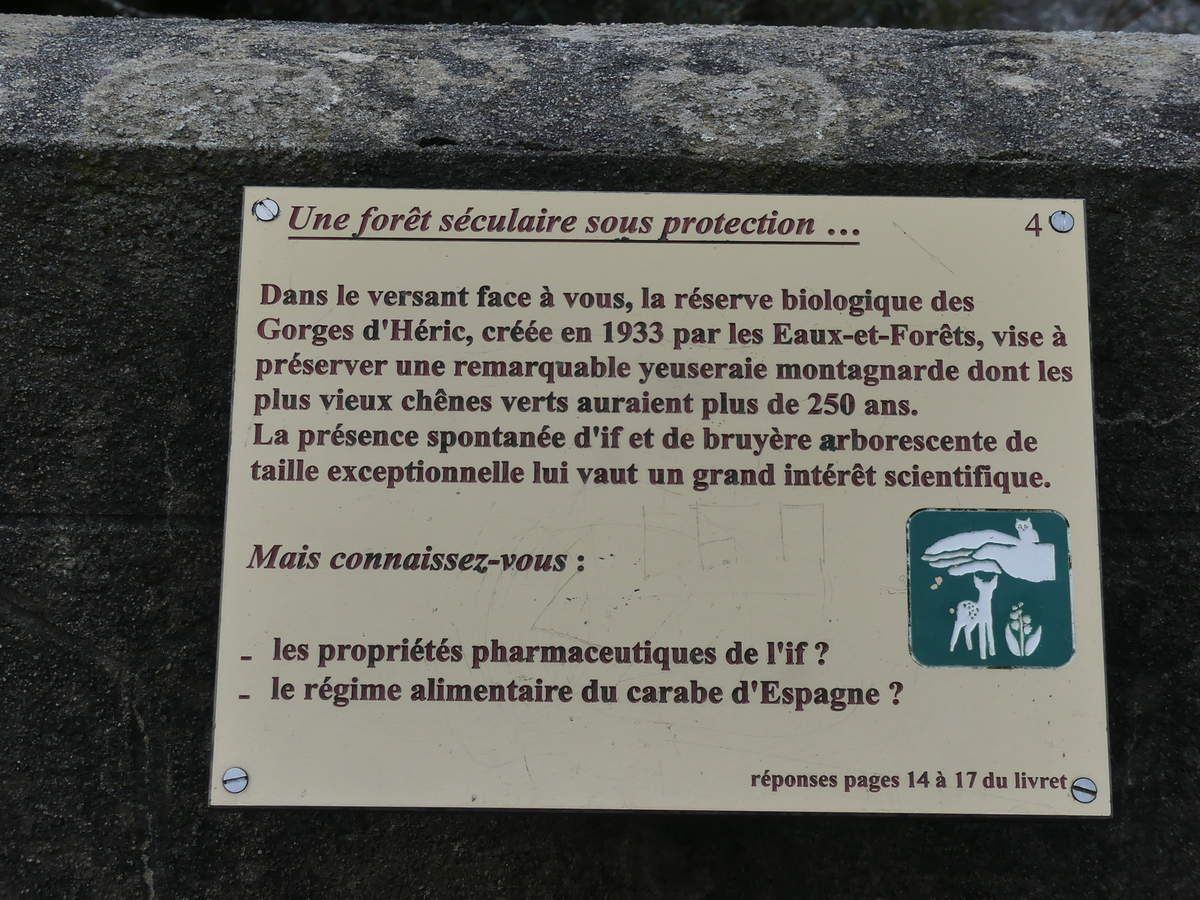 Une forêt séculaire sous protection ... 4
Dans le versant face à vous, la réserve biologique des
Gorges d'Héric, créée en 1933 par les Eaux-et-Forêts, vise à
préserver une remarquable yeuseraie montagnarde dont les
plus vieux chênes verts auraient plus de 250 ans.
La présence spontanée d'if et de bruyère arborescente de
taille exceptionnelle lui vaut un grand intérêt scientifique.
Mais connaissez-vous :
- les propriétés pharmaceutiques de l'if ?
- le régime alimentaire du carabe d'Espagne ?
réponses pages 14 à 17 du livret